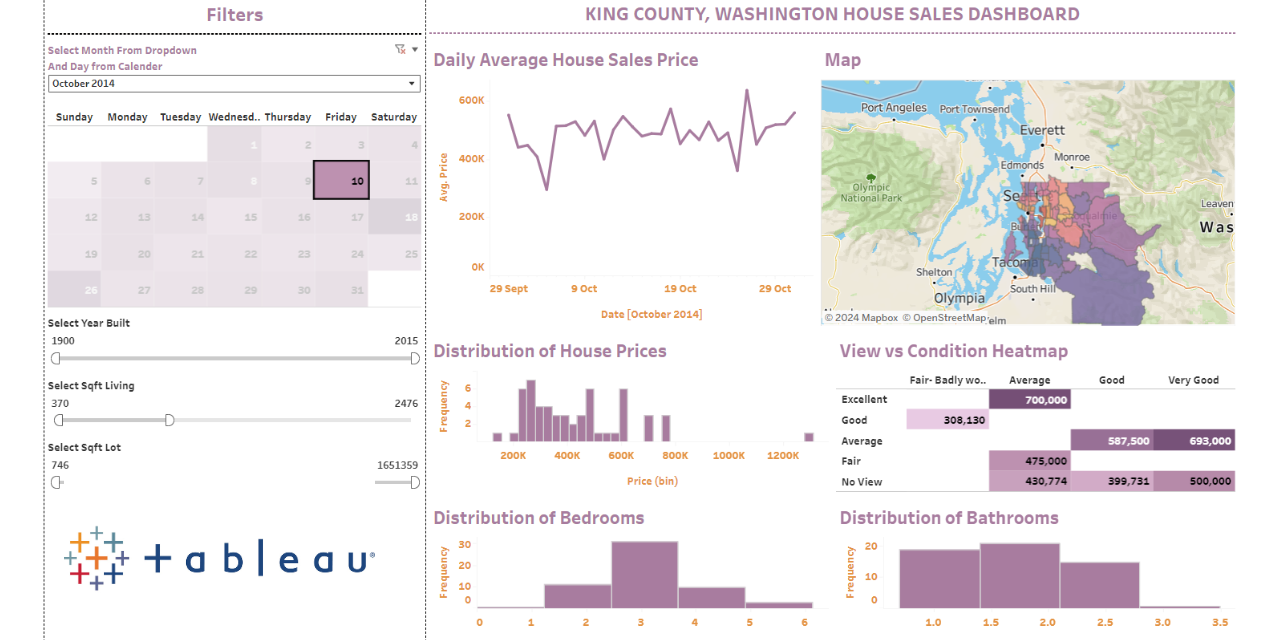 Filters
KING COUNTY, WASHINGTON HOUSE SALES DASHBOARD
Select Month From Dropdown
And Day from Calender
October 2014
Sunday Monday Tuesday Wednesd.. Thursday Friday Saturday
1 2 3 4
5 6 7 8 9 10 11
12 13 14 15 16 17 18
19 20 21 22 23 24 25
26 27 28 29 30 31
Select Year Built
1900 2015
Select Sqft Living
370 2476
Select Sqft Lot
746 1651359
+ableau®
Daily Average House Sales Price
Avg. Price
600K
400K
200K
0K
29 Sept 9 Oct 19 Oct 29 Oct
Date [October 2014]
Map
Port Angeles
Port Townsend
Everett
Monroe
Edmonds
Olympic
National Park
Leaven
Was
Tacoma
Shelton
South Hill
Olympia
© 2024 Mapbox © OpenStreetMap
elm
Distribution of House Prices
Frequency
6
4
2
200K 400K 600K 800K 1000K 1200K
Price (bin)
View vs Condition Heatmap
Fair- Badly wo.. Average Good Very Good
Excellent 700,000
Good 308,130
Average 587,500 693,000
Fair 475,000
No View 430,774 399,731 500,000
Distribution of Bedrooms
Frequency
30
20
10
0
0 1 2 3 4 5 6
Distribution of Bathrooms
Frequency
20
10
0
1.0 1.5 2.0 2.5 3.0 3.5